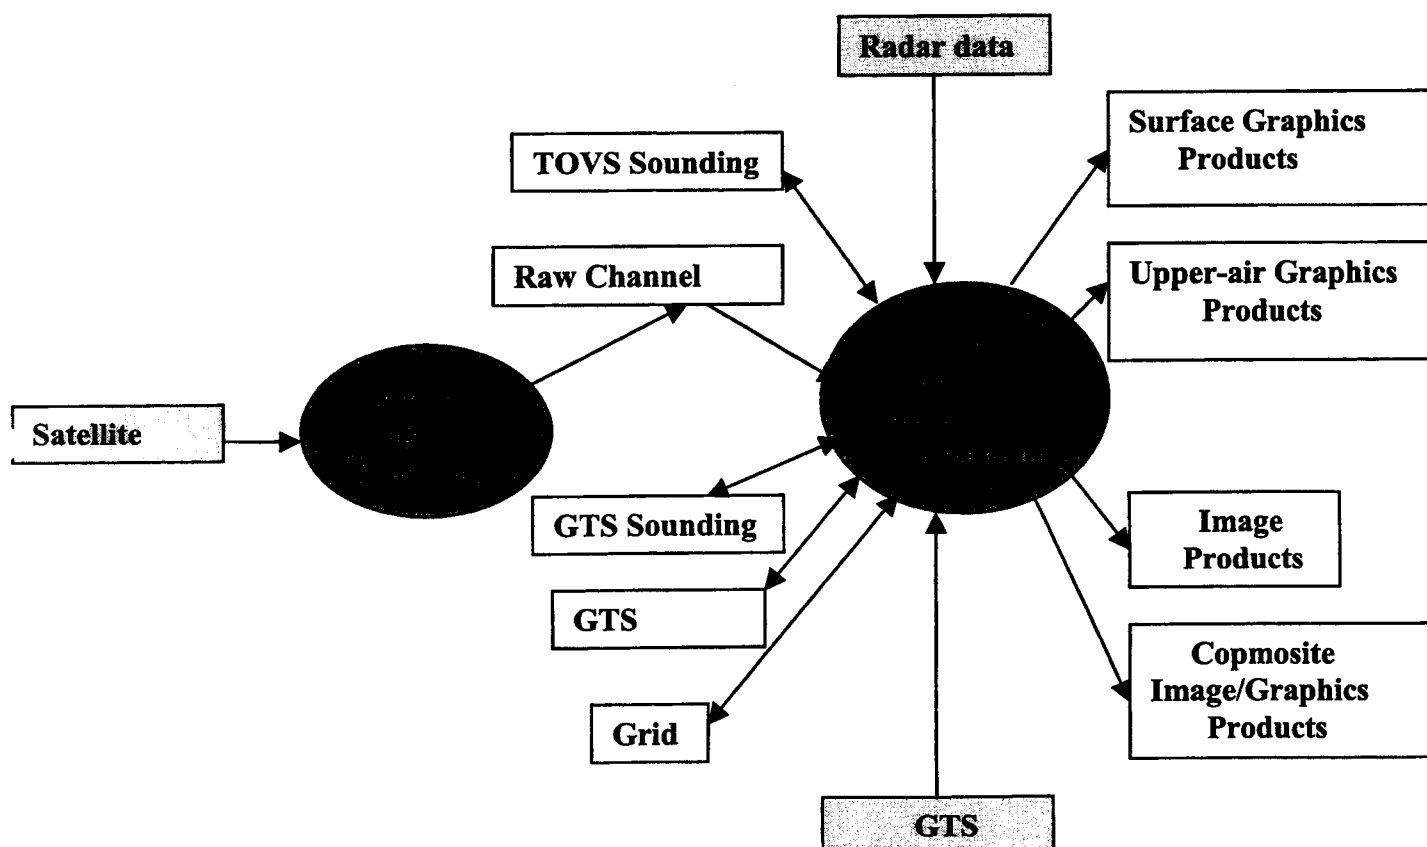 Radar data
Surface Graphics
Products
TOVS Sounding
Raw Channel
Upper-air Graphics
Products
Satellite
GTS Sounding
Image
Products
GTS
Copmosite
Image/Graphics
Products
Grid
GTS